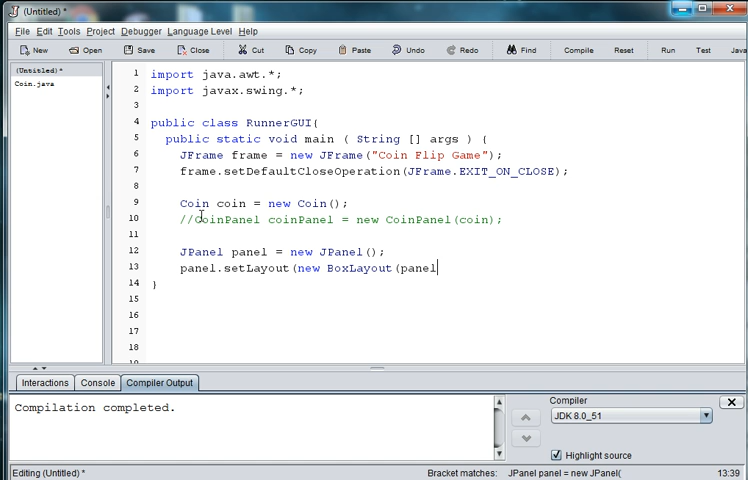 (Untitled) *
File Edit Tools Project Debugger Language Level Help
New Open Save Close Cut Copy Paste Undo Redo Find Compile Reset Run Test Java
(Untitled) *
Coin.java
1 import java.awt.*;
2 import javax.swing.*;
3
4 public class RunnerGUI{
5 public static void main ( String [] args ) {
6 JFrame frame = new JFrame("Coin Flip Game");
7 frame.setDefaultCloseOperation(JFrame.EXIT_ON_CLOSE);
8
9 Coin coin = new Coin();
10 //CoinPanel coinPanel = new CoinPanel(coin);
11
12 JPanel panel = new JPanel();
13 panel.setLayout(new BoxLayout(panel
14 }
15
16
17
18
19
Interactions Console Compiler Output
Compilation completed.
Compiler
JDK 8.0_51
Highlight source
Editing (Untitled) * Bracket matches: JPanel panel = new JPanel( 13:39